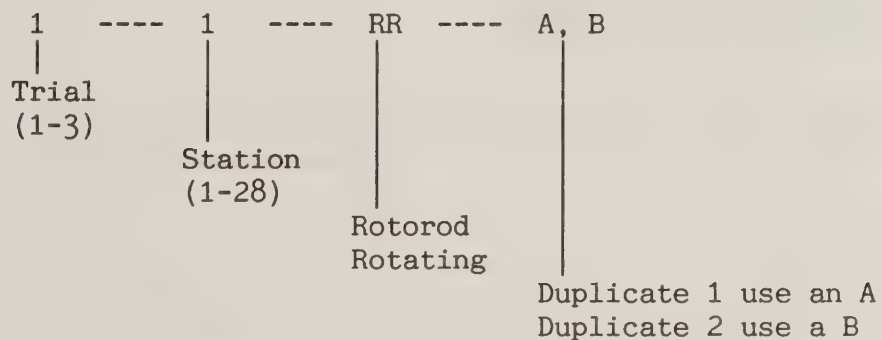 1 ---- 1 ---- RR ---- A, B
Trial
(1-3)
Station
(1-28)
Rotorod
Rotating
Duplicate 1 use an A
Duplicate 2 use a B